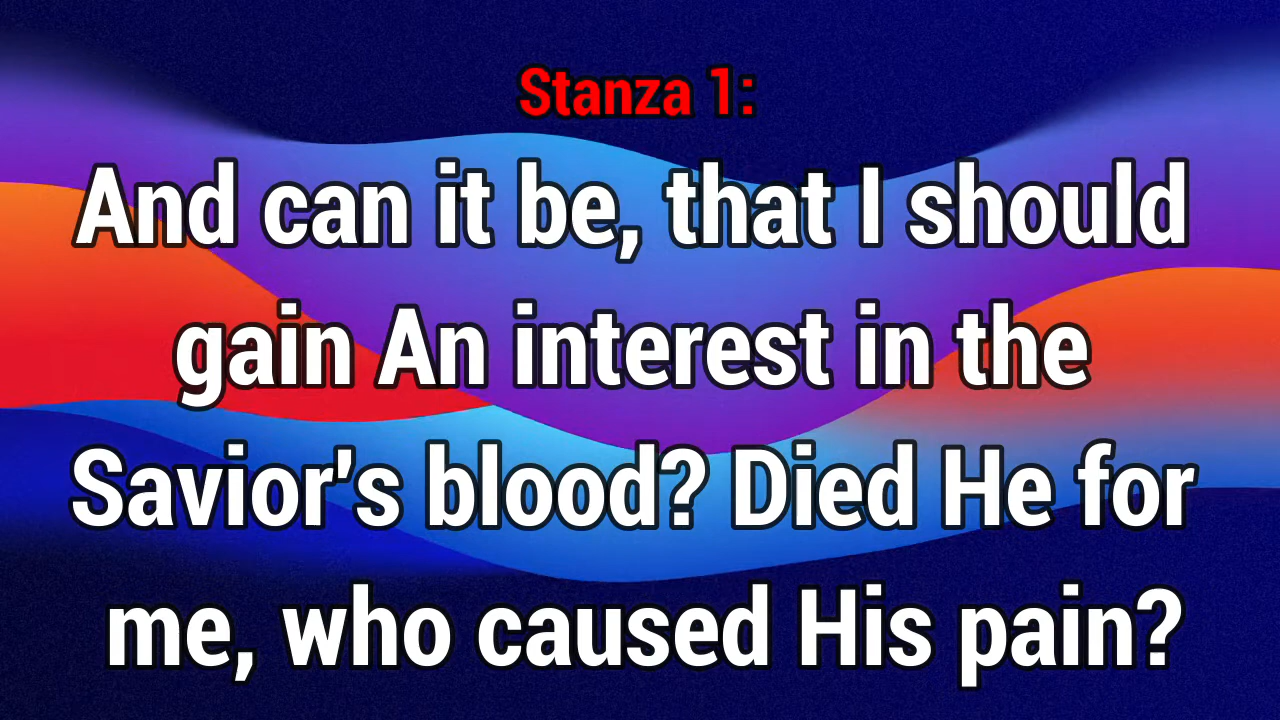 Stanza 1:
And can it be, that I should
gain An interest in the
Savior's blood? Died He for
me, who caused His pain?